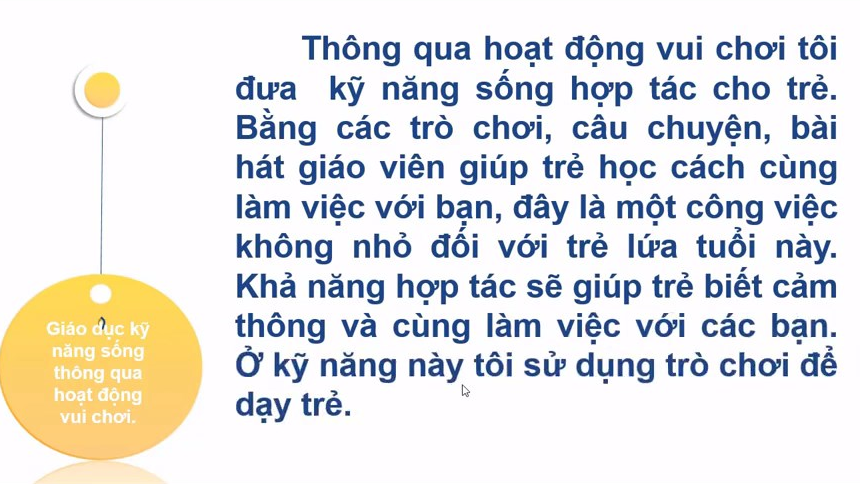 Thông qua hoạt động vui chơi tôi
đưa kỹ năng sống hợp tác cho trẻ.
Bằng các trò chơi, câu chuyện, bài
hát giáo viên giúp trẻ học cách cùng
làm việc với bạn, đây là một công việc
không nhỏ đối với trẻ lứa tuổi này.
Khả năng hợp tác sẽ giúp trẻ biết cảm
thông và cùng làm việc với các bạn.
Ở kỹ năng này tôi sử dụng trò chơi để
dạy trẻ.
Giáo dục kỹ
năng sống
thông qua
hoạt động
vui chơi.